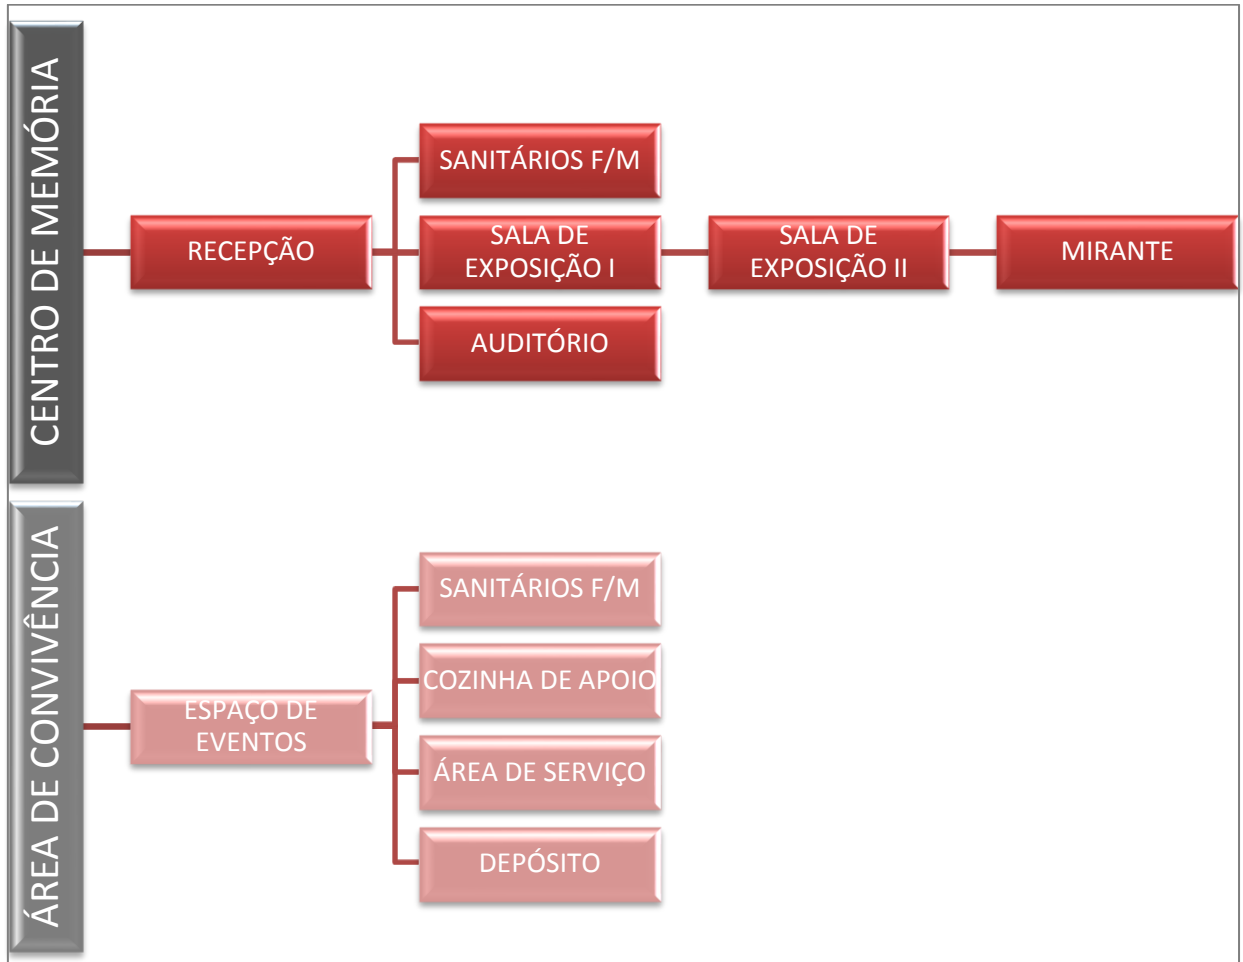 CENTRO DE MEMÓRIA
RECEPÇÃO
SANITÁRIOS F/M
SALA DE
EXPOSIÇÃO I
AUDITÓRIO
SALA DE
EXPOSIÇÃO II
MIRANTE
ÁREA DE CONVIVÊNCIA
ESPAÇO DE
EVENTOS
SANITÁRIOS F/M
COZINHA DE APOIO
ÁREA DE SERVIÇO
DEPÓSITO